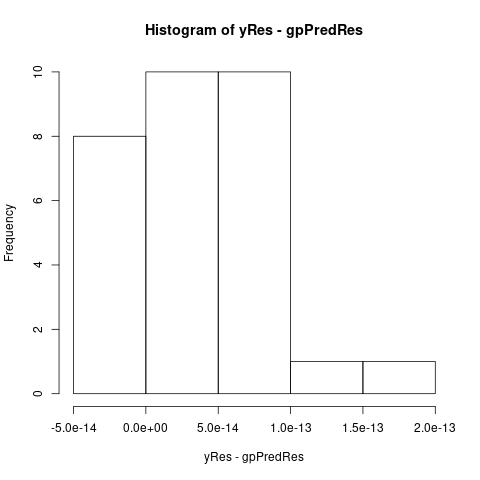 Histogram of yRes - gpPredRes
Frequency
10
8
6
4
2
0
-5.0e-14 0.0e+00 5.0e-14 1.0e-13 1.5e-13 2.0e-13
yRes - gpPredRes